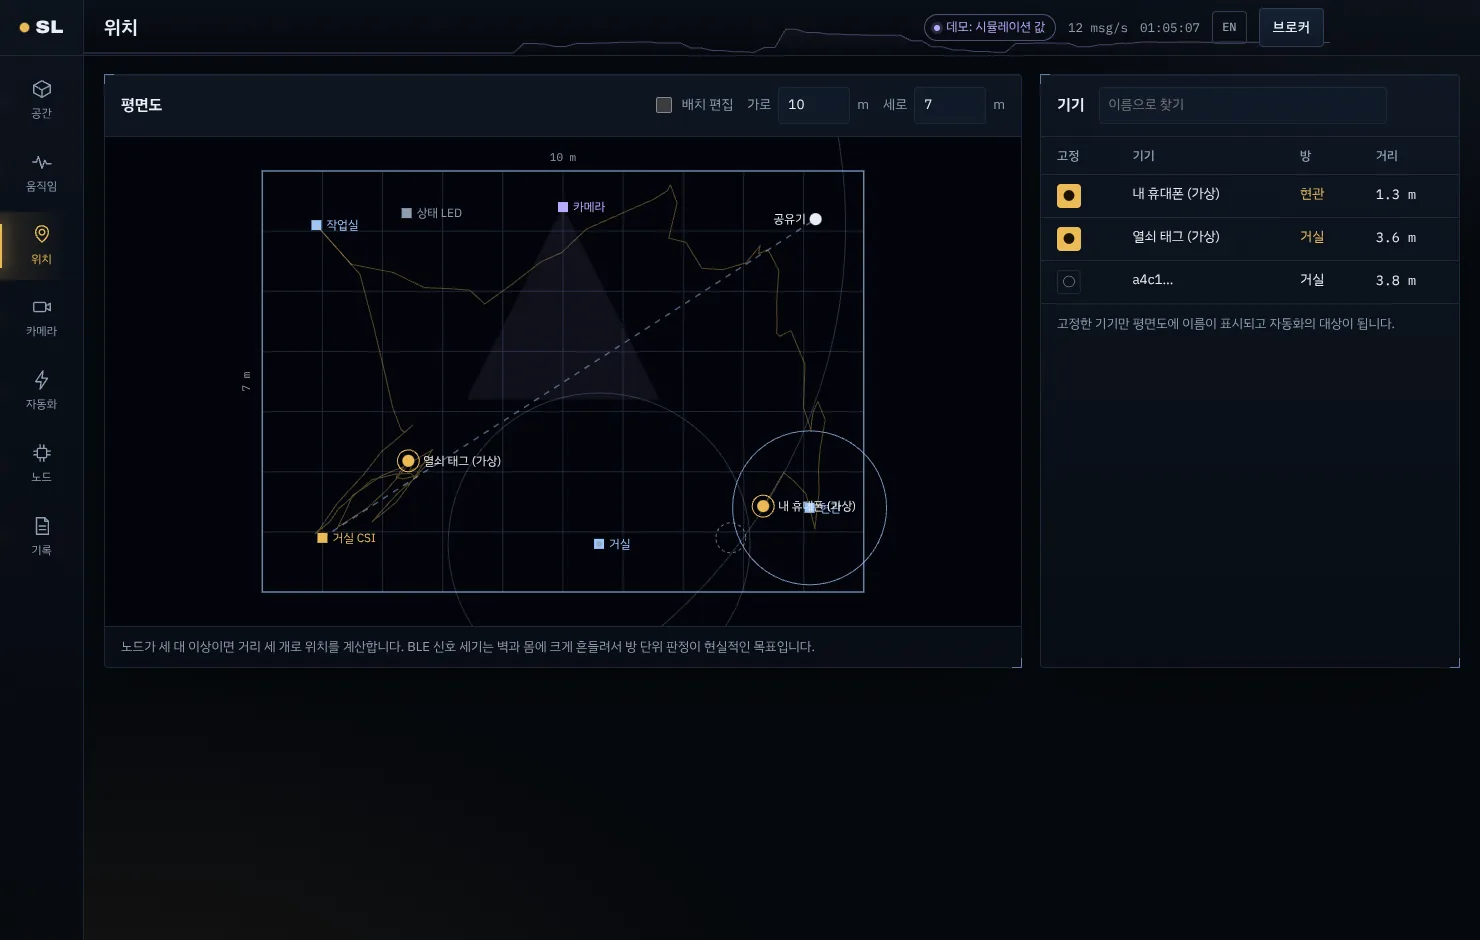 SL
위치
데모: 시뮬레이션 값
12 msg/s
01:05:07
EN
브로커
공간
움직임
위치
카메라
자동화
노드
기록
평면도
배치 편집
가로
10
m
세로
7
m
10 m
7 m
작업실
상태 LED
카메라
공유기
열쇠 태그 (가상)
내 휴대폰 (가상)
현관
거실 CSI
거실
노드가 세 대 이상이면 거리 세 개로 위치를 계산합니다. BLE 신호 세기는 벽과 몸에 크게 흔들려서 방 단위 판정이 현실적인 목표입니다.
기기
이름으로 찾기
고정 기기 방 거리
내 휴대폰 (가상) 현관 1.3 m
열쇠 태그 (가상) 거실 3.6 m
a4c1... 거실 3.8 m
고정한 기기만 평면도에 이름이 표시되고 자동화의 대상이 됩니다.